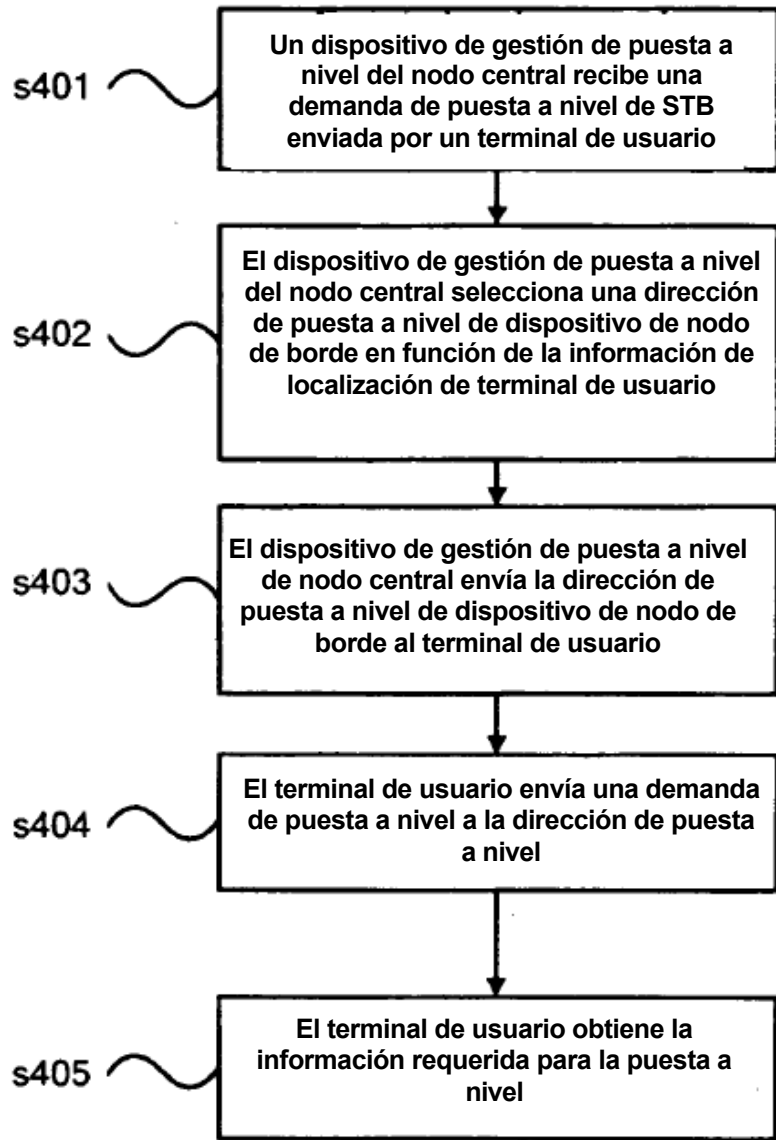 s401
Un dispositivo de gestión de puesta a
nivel del nodo central recibe una
demanda de puesta a nivel de STB
enviada por un terminal de usuario
s402
El dispositivo de gestión de puesta a nivel
del nodo central selecciona una dirección
de puesta a nivel de dispositivo de nodo
de borde en función de la información de
localización de terminal de usuario
s403
El dispositivo de gestión de puesta a nivel
de nodo central envía la dirección de
puesta a nivel de dispositivo de nodo de
borde al terminal de usuario
s404
El terminal de usuario envía una demanda
de puesta a nivel a la dirección de puesta
a nivel
s405
El terminal de usuario obtiene la
información requerida para la puesta a
nivel